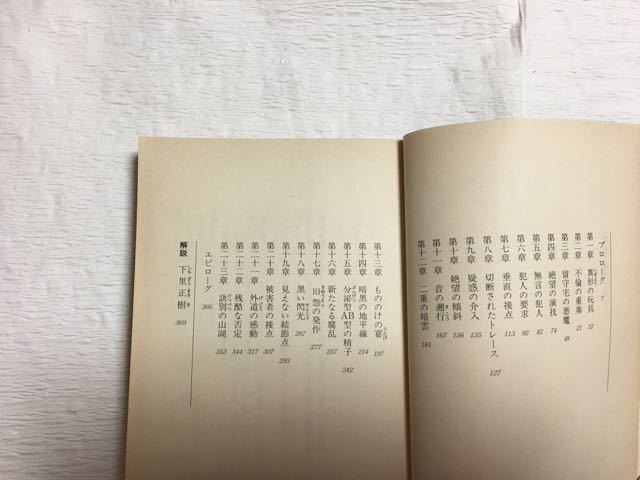 プロローグ 7
第一章 異形の玩具 12
第二章 不倫の重奏 21
第三章 留守宅の悪魔 48
第四章 絶望の演技 74
第五章 無言の犯人 82
第六章 犯人の要求 92
第七章 垂直の接点 113
第八章 切断されたトレース 127
第九章 疑惑の介入 135
第十章 絶望の傾斜 156
第十一章 音の遡行 167
第十二章 二重の暗雲 181
第十三章 もののけの宴 197
第十四章 暗黒の地平線 214
第十五章 分泌型AB型の精子 242
第十六章 新たなる腐乱 257
第十七章 旧怨の発作 277
第十八章 黒い閃光 287
第十九章 見えない結節点 293
第二十章 被害者の接点 307
第二十一章 外道の感動 317
第二十二章 残酷な否定 344
第二十三章 訣別の山湖 353
エピローグ 366
解説 下里正樹 369